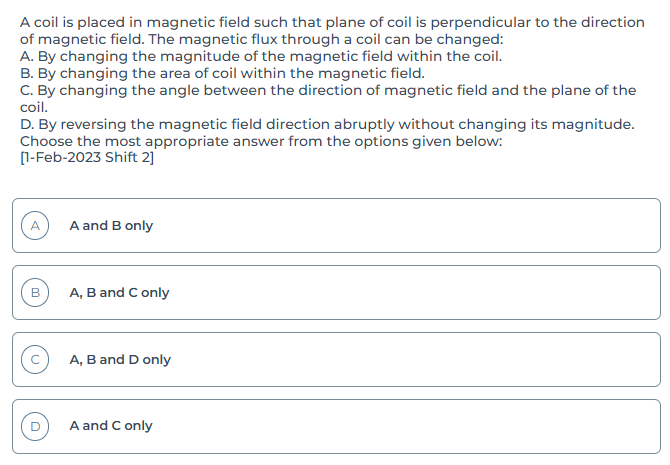 A coil is placed in magnetic field such that plane of coil is perpendicular to the direction
of magnetic field. The magnetic flux through a coil can be changed:
A. By changing the magnitude of the magnetic field within the coil.
B. By changing the area of coil within the magnetic field.
C. By changing the angle between the direction of magnetic field and the plane of the
coil.
D. By reversing the magnetic field direction abruptly without changing its magnitude.
Choose the most appropriate answer from the options given below:
[1-Feb-2023 Shift 2]
A A and B only
B A, B and C only
C A, B and D only
D A and C only